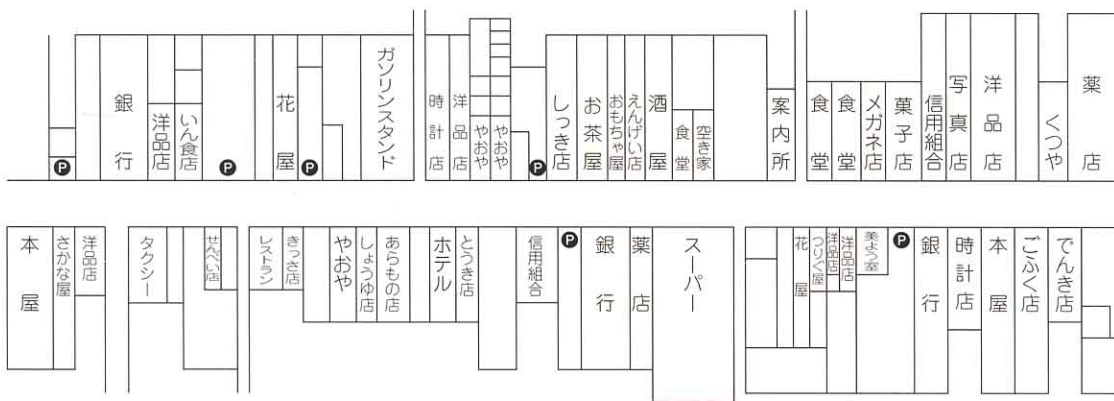 P
銀行
洋品店
いん食店
P
花屋
P
ガソリンスタンド
時計店
洋品店
やおや
やおや
P
しっき店
お茶屋
おもちゃ屋
えんげい店
酒屋
食堂
空き家
案内所
食堂
食堂
メガネ店
菓子店
信用組合
写真店
洋品店
くつや
薬店
本屋
さかな屋
洋品店
タクシー
せんべい店
レストラン
きっさ店
やおや
しょうゆ店
あらもの店
ホテル
とうき店
信用組合
P
銀行
薬店
スーパー
花屋
つりぐ屋
洋品店
洋品店
美よう室
P
銀行
時計店
本屋
ごふく店
でんき店